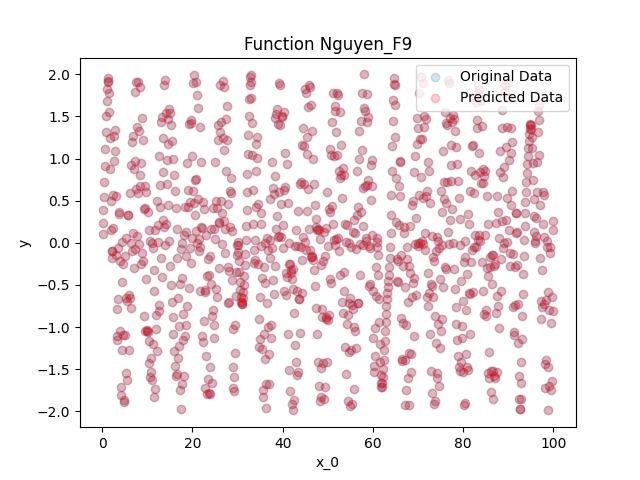 Function Nguyen_F9
Original Data
Predicted Data
2.0
1.5
1.0
0.5
0.0
−0.5
−1.0
−1.5
−2.0
y
0 20 40 60 80 100
x_0